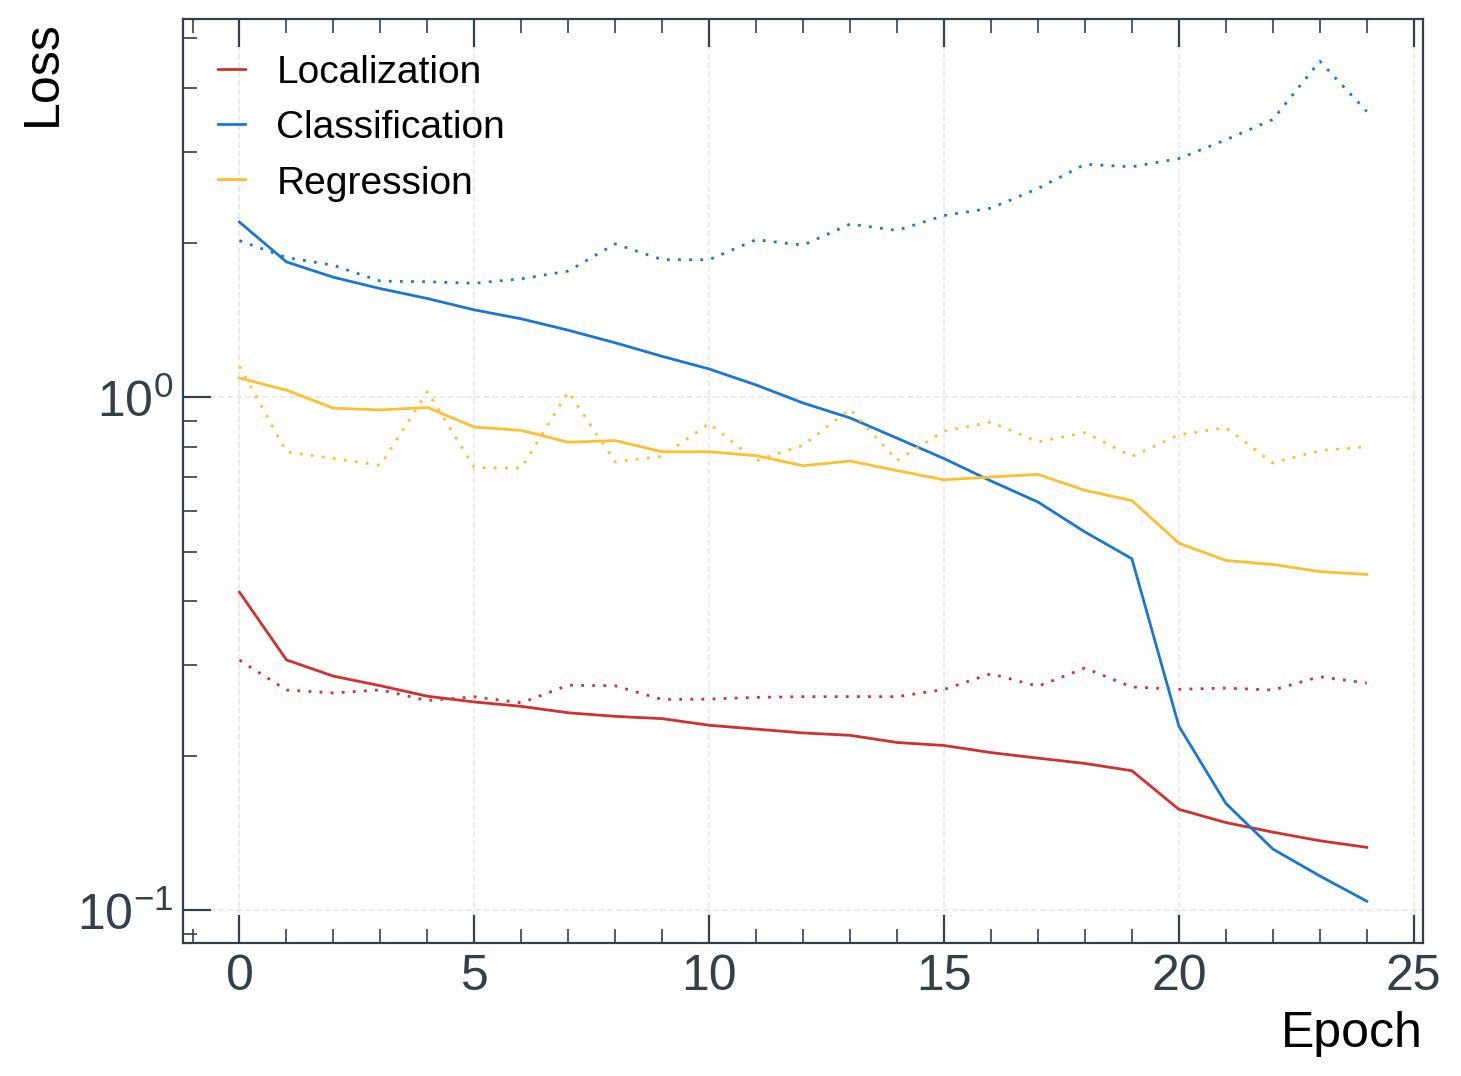 Loss
Localization
Classification
Regression
10⁰
10⁻¹
0 5 10 15 20 25
Epoch